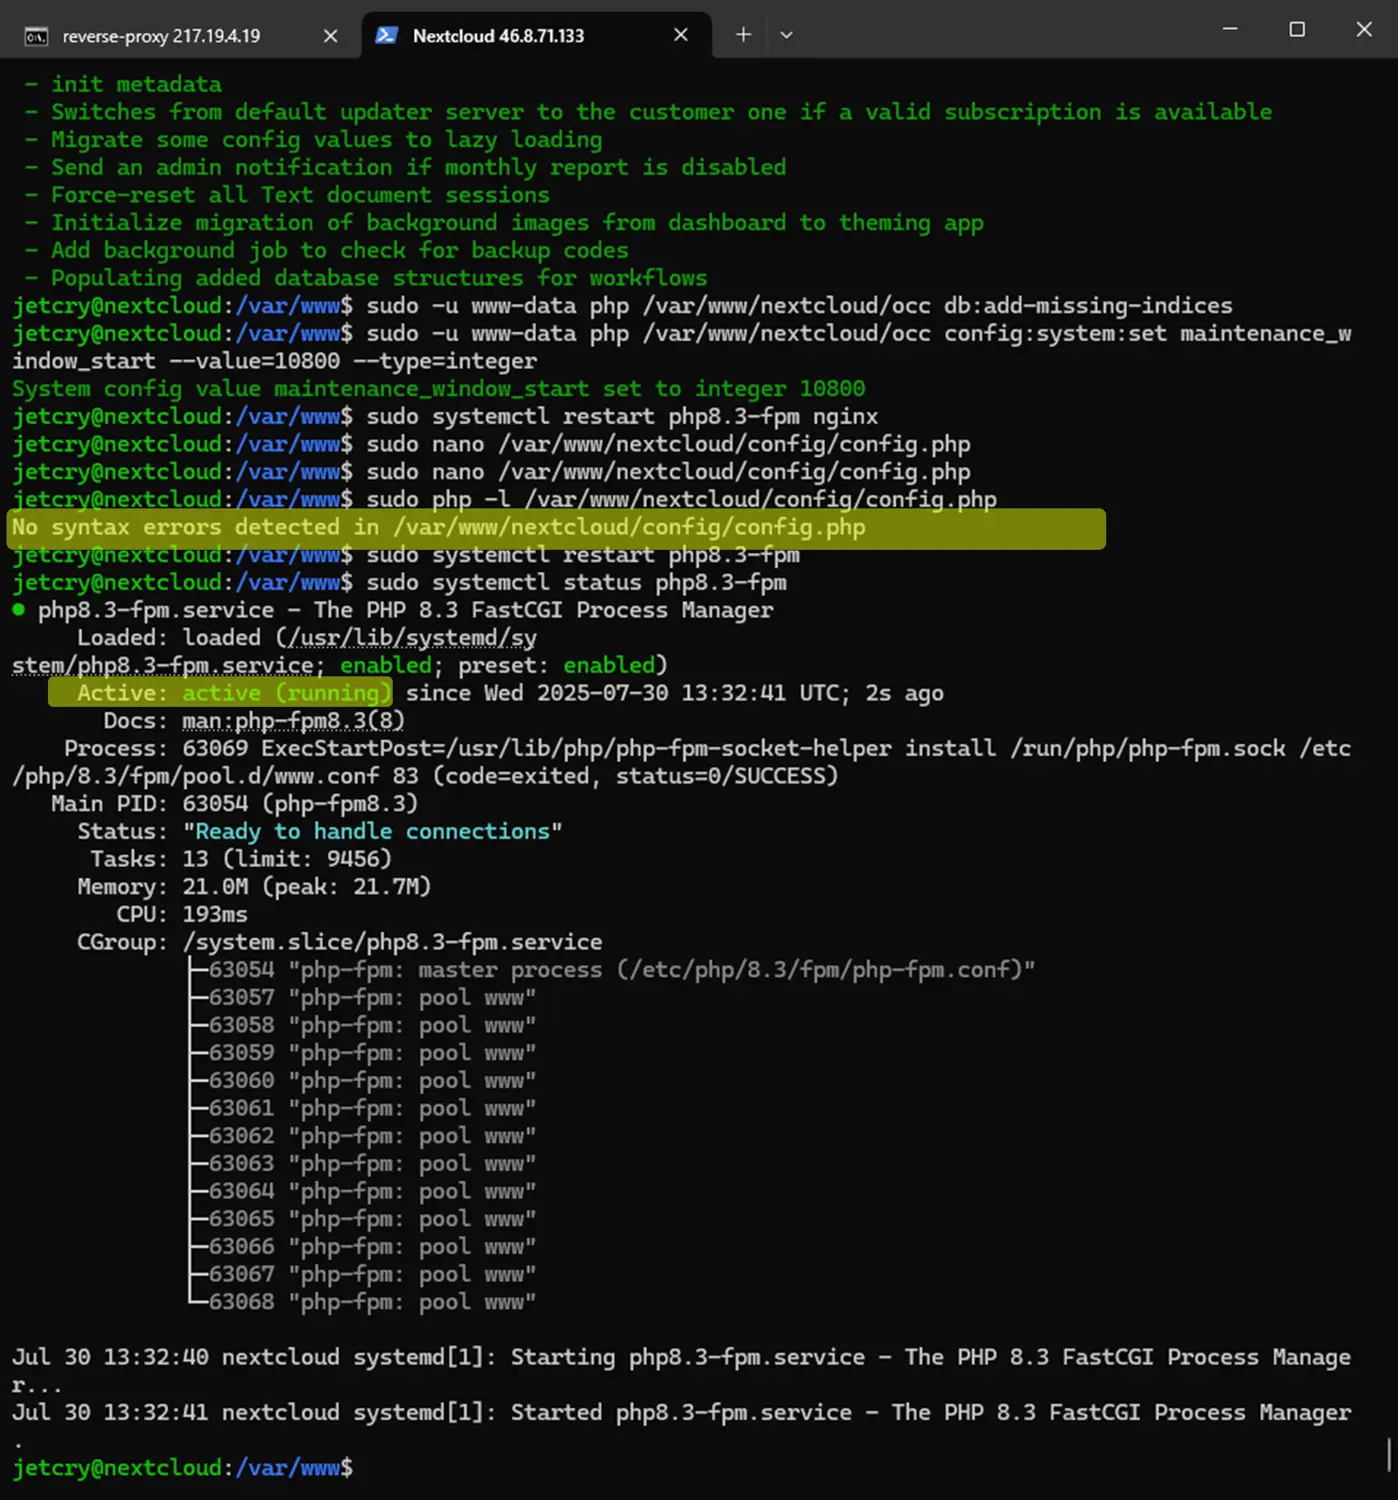 reverse-proxy 217.19.4.19
Nextcloud 46.8.71.133
- init metadata
- Switches from default updater server to the customer one if a valid subscription is available
- Migrate some config values to lazy loading
- Send an admin notification if monthly report is disabled
- Force-reset all Text document sessions
- Initialize migration of background images from dashboard to theming app
- Add background job to check for backup codes
- Populating added database structures for workflows
jetcry@nextcloud:/var/www$ sudo -u www-data php /var/www/nextcloud/occ db:add-missing-indices
jetcry@nextcloud:/var/www$ sudo -u www-data php /var/www/nextcloud/occ config:system:set maintenance_w
indow_start --value=10800 --type=integer
System config value maintenance_window_start set to integer 10800
jetcry@nextcloud:/var/www$ sudo systemctl restart php8.3-fpm nginx
jetcry@nextcloud:/var/www$ sudo nano /var/www/nextcloud/config/config.php
jetcry@nextcloud:/var/www$ sudo nano /var/www/nextcloud/config/config.php
jetcry@nextcloud:/var/www$ sudo php -l /var/www/nextcloud/config/config.php
No syntax errors detected in /var/www/nextcloud/config/config.php
jetcry@nextcloud:/var/www$ sudo systemctl restart php8.3-fpm
jetcry@nextcloud:/var/www$ sudo systemctl status php8.3-fpm
● php8.3-fpm.service - The PHP 8.3 FastCGI Process Manager
Loaded: loaded (/usr/lib/systemd/sy
stem/php8.3-fpm.service; enabled; preset: enabled)
Active: active (running) since Wed 2025-07-30 13:32:41 UTC; 2s ago
Docs: man:php-fpm8.3(8)
Process: 63069 ExecStartPost=/usr/lib/php/php-fpm-socket-helper install /run/php/php-fpm.sock /etc
/php/8.3/fpm/pool.d/www.conf 83 (code=exited, status=0/SUCCESS)
Main PID: 63054 (php-fpm8.3)
Status: "Ready to handle connections"
Tasks: 13 (limit: 9456)
Memory: 21.0M (peak: 21.7M)
CPU: 193ms
CGroup: /system.slice/php8.3-fpm.service
├─63054 "php-fpm: master process (/etc/php/8.3/fpm/php-fpm.conf)"
├─63057 "php-fpm: pool www"
├─63058 "php-fpm: pool www"
├─63059 "php-fpm: pool www"
├─63060 "php-fpm: pool www"
├─63061 "php-fpm: pool www"
├─63062 "php-fpm: pool www"
├─63063 "php-fpm: pool www"
├─63064 "php-fpm: pool www"
├─63065 "php-fpm: pool www"
├─63066 "php-fpm: pool www"
├─63067 "php-fpm: pool www"
└─63068 "php-fpm: pool www"
Jul 30 13:32:40 nextcloud systemd[1]: Starting php8.3-fpm.service - The PHP 8.3 FastCGI Process Manage
r...
Jul 30 13:32:41 nextcloud systemd[1]: Started php8.3-fpm.service - The PHP 8.3 FastCGI Process Manager
.
jetcry@nextcloud:/var/www$